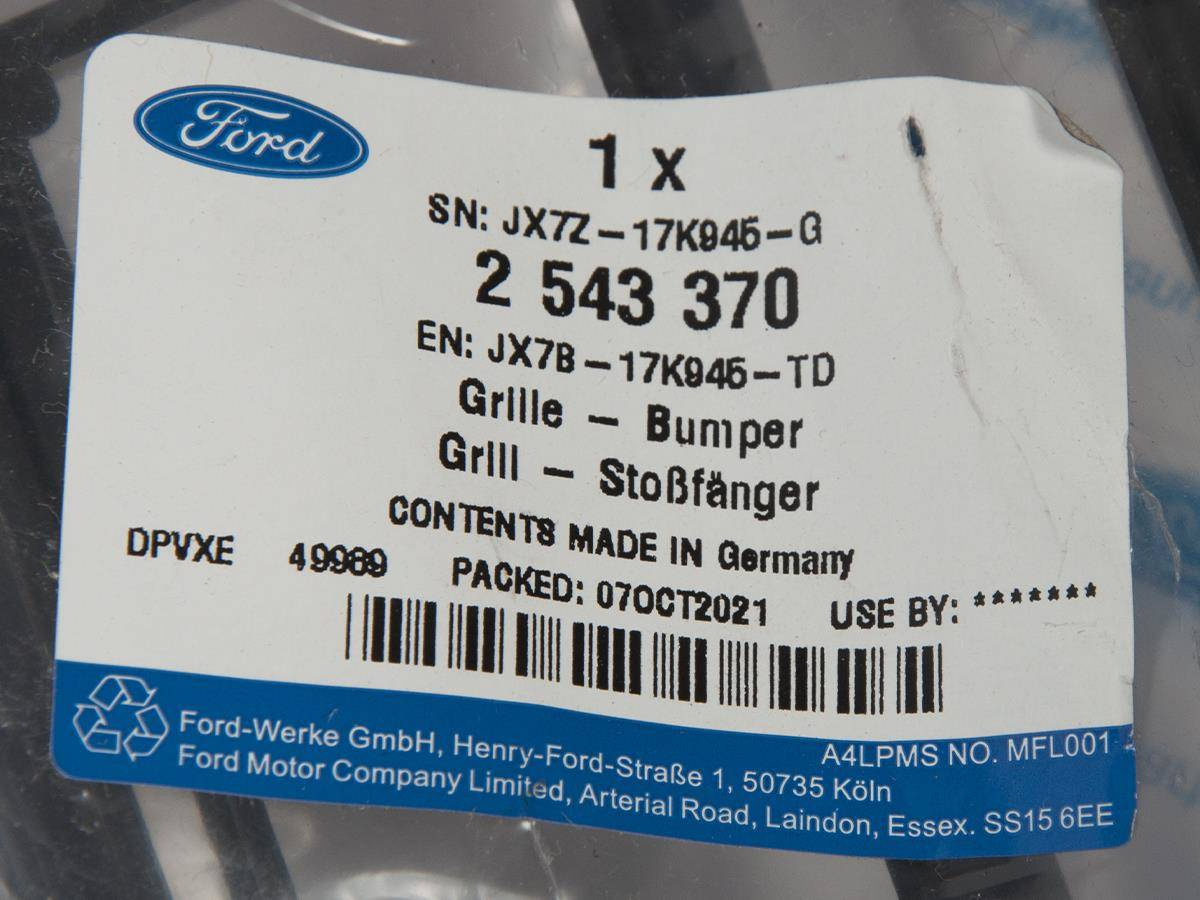 Ford
1 x
SN: JX7Z-17K945-G
2 543 370
EN: JX7B-17K945-TD
Grille - Bumper
Grill - Stoßfänger
CONTENTS MADE IN Germany
DPVXE 49989 PACKED: 07OCT2021 USE BY: *******
A4LPMS NO. MFL001
Ford-Werke GmbH, Henry-Ford-Straße 1, 50735 Köln
Ford Motor Company Limited, Arterial Road, Laindon, Essex. SS15 6EE